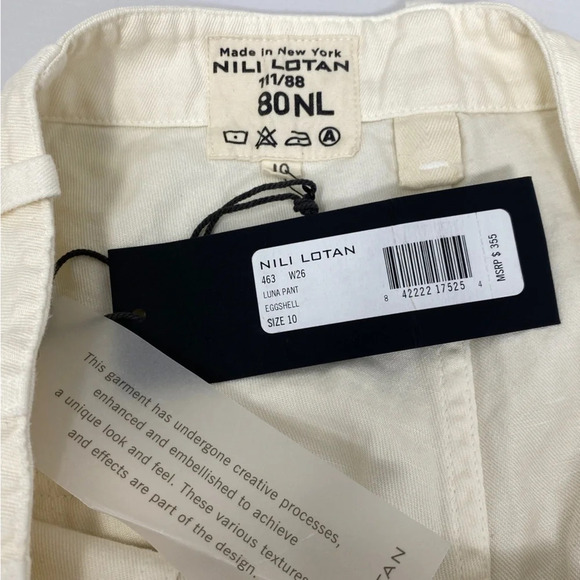 Made in New York
NILI LOTAN
711/88
80NL
A
10
NILI LOTAN
463 W26
LUNA PANT
EGGSHELL
SIZE 10
8 42222 17525 4
MSRP $ 355
This garment has undergone creative processes,
enhanced and embellished to achieve
a unique look and feel. These various textures
and effects are part of the design.
TAN